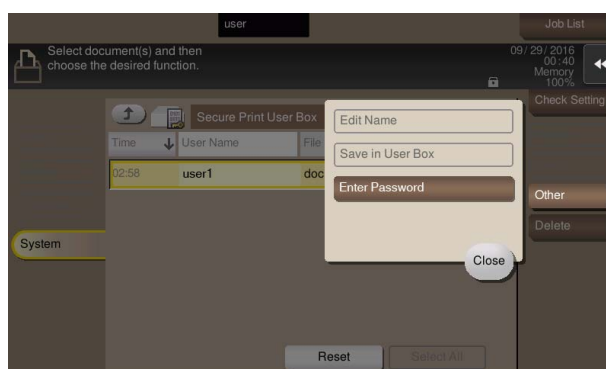 user
Job List
Select document(s) and then
choose the desired function.
09/29/2016
00:40
Memory
100%
Check Setting
Secure Print User Box
Time
User Name
File
02:58
user1
doc
Edit Name
Save in User Box
Enter Password
Close
Other
Delete
System
Reset
Select All